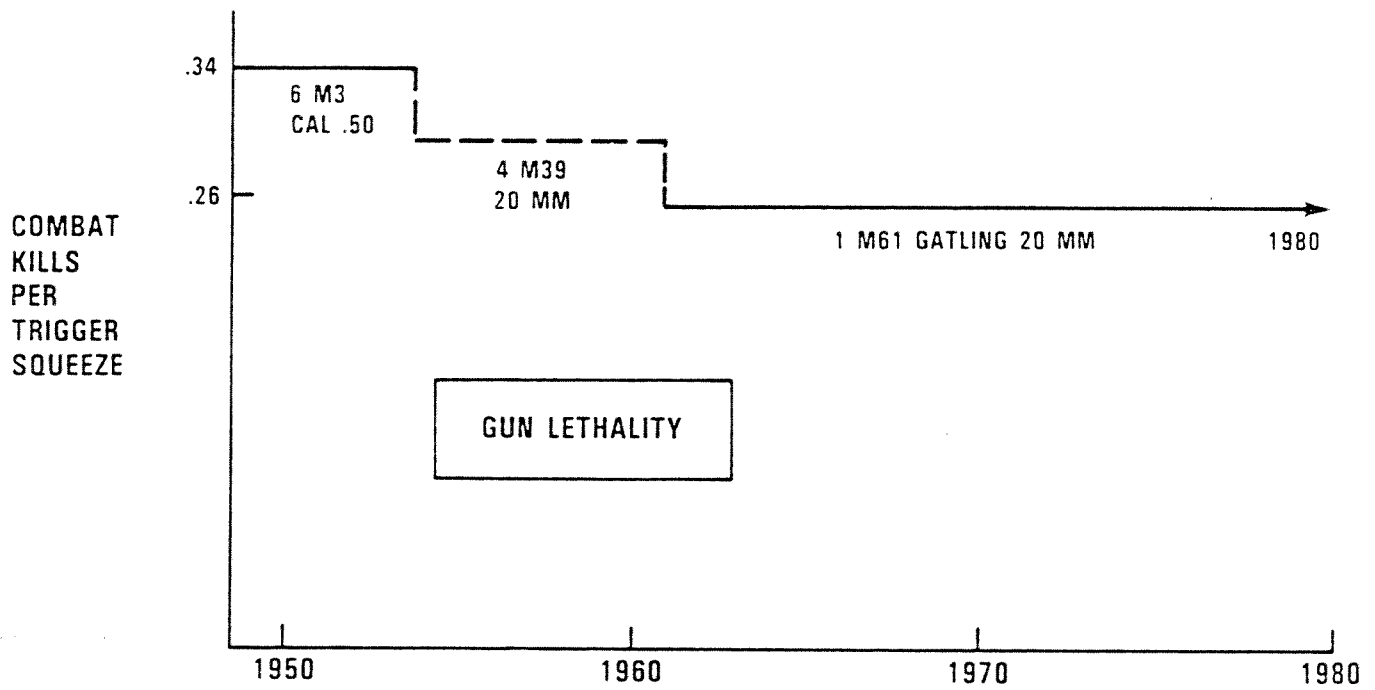 .34
6 M3
CAL .50
4 M39
20 MM
.26
COMBAT
KILLS
PER
TRIGGER
SQUEEZE
1 M61 GATLING 20 MM
1980
GUN LETHALITY
1950
1960
1970
1980